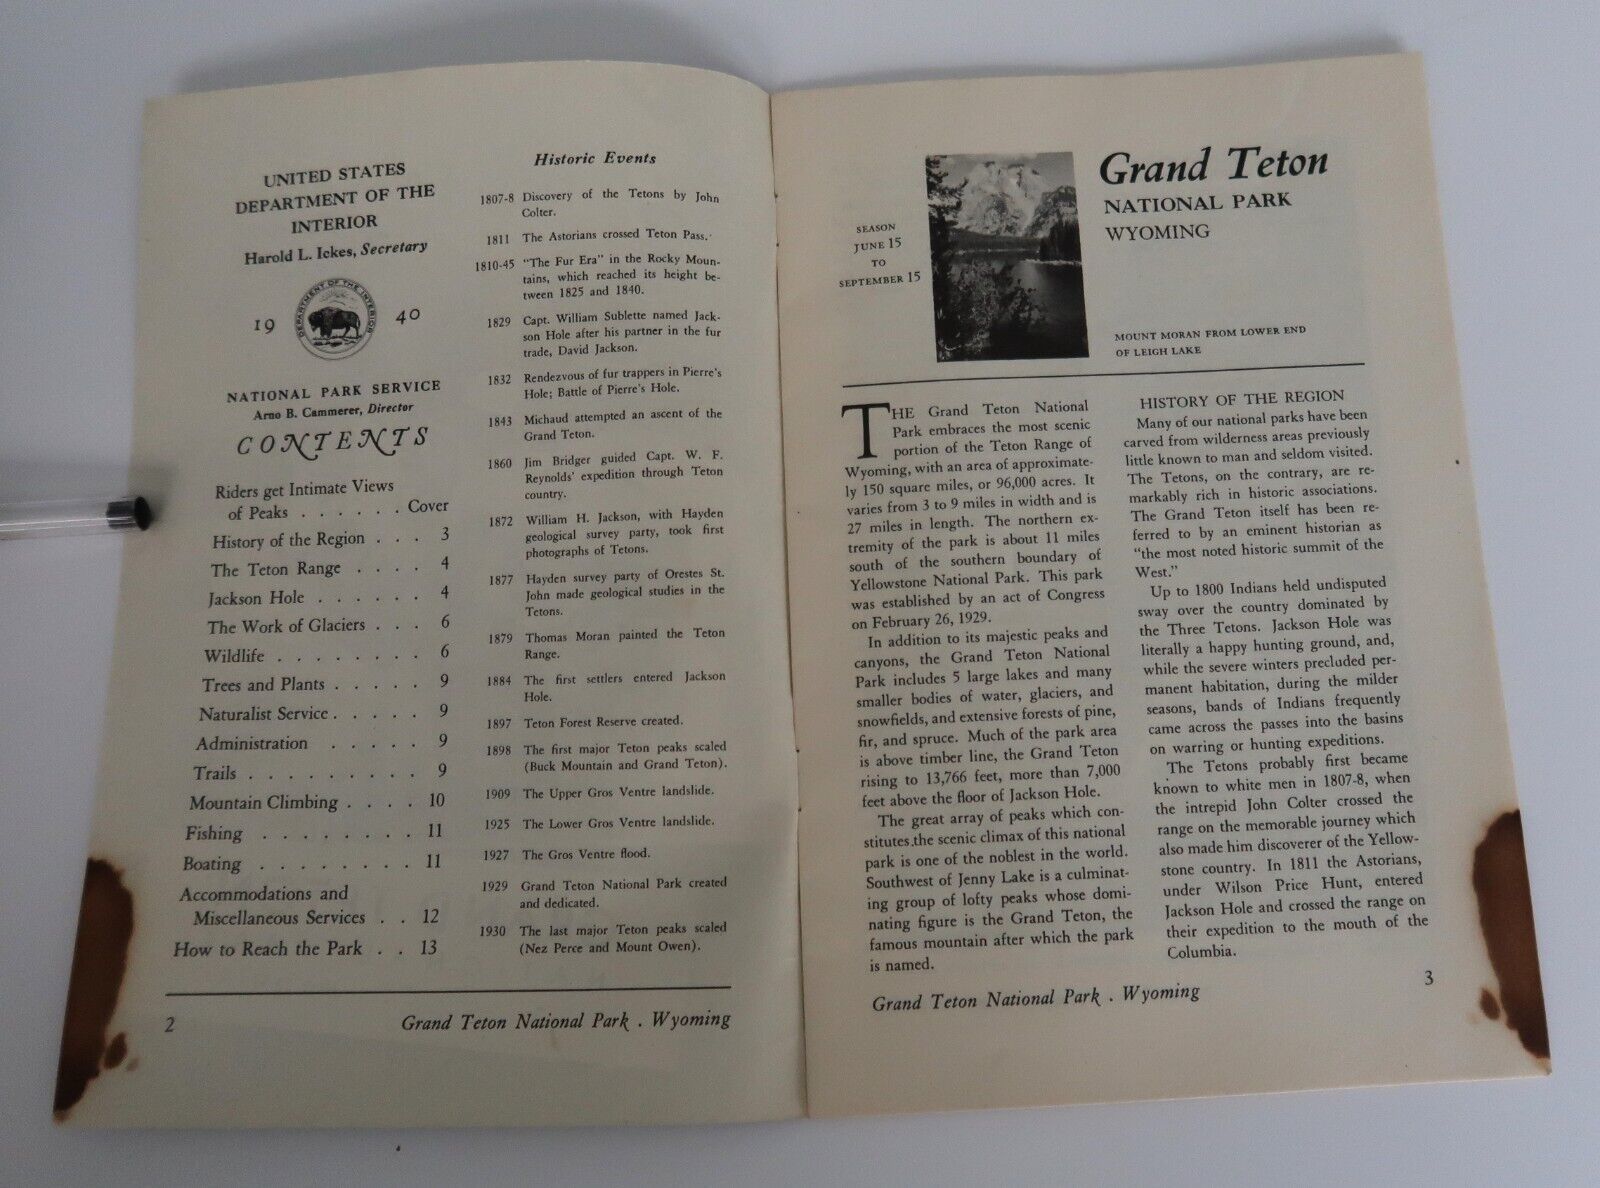 UNITED STATES
DEPARTMENT OF THE
INTERIOR
Harold L. Ickes, Secretary
19 40
DEPARTMENT OF THE INTERIOR
NATIONAL PARK SERVICE
Arno B. Cammerer, Director
CONTENTS
Riders get Intimate Views
of Peaks . . . . . . Cover
History of the Region . . . 3
The Teton Range . . . . 4
Jackson Hole . . . . . . 4
The Work of Glaciers . . . 6
Wildlife . . . . . . . . 6
Trees and Plants . . . . . 9
Naturalist Service . . . . . 9
Administration . . . . . 9
Trails . . . . . . . . . 9
Mountain Climbing . . . . 10
Fishing . . . . . . . . 11
Boating . . . . . . . . 11
Accommodations and
Miscellaneous Services . . 12
How to Reach the Park . . 13
Historic Events
1807-8 Discovery of the Tetons by John
Colter.
1811 The Astorians crossed Teton Pass.
1810-45 "The Fur Era" in the Rocky Moun-
tains, which reached its height be-
tween 1825 and 1840.
1829 Capt. William Sublette named Jack-
son Hole after his partner in the fur
trade, David Jackson.
1832 Rendezvous of fur trappers in Pierre's
Hole; Battle of Pierre's Hole.
1843 Michaud attempted an ascent of the
Grand Teton.
1860 Jim Bridger guided Capt. W. F.
Reynolds' expedition through Teton
country.
1872 William H. Jackson, with Hayden
geological survey party, took first
photographs of Tetons.
1877 Hayden survey party of Orestes St.
John made geological studies in the
Tetons.
1879 Thomas Moran painted the Teton
Range.
1884 The first settlers entered Jackson
Hole.
1897 Teton Forest Reserve created.
1898 The first major Teton peaks scaled
(Buck Mountain and Grand Teton).
1909 The Upper Gros Ventre landslide.
1925 The Lower Gros Ventre landslide.
1927 The Gros Ventre flood.
1929 Grand Teton National Park created
and dedicated.
1930 The last major Teton peaks scaled
(Nez Perce and Mount Owen).
2 Grand Teton National Park . Wyoming
SEASON
JUNE 15
TO
SEPTEMBER 15
Grand Teton
NATIONAL PARK
WYOMING
MOUNT MORAN FROM LOWER END
OF LEIGH LAKE
THE Grand Teton National
Park embraces the most scenic
portion of the Teton Range of
Wyoming, with an area of approximate-
ly 150 square miles, or 96,000 acres. It
varies from 3 to 9 miles in width and is
27 miles in length. The northern ex-
tremity of the park is about 11 miles
south of the southern boundary of
Yellowstone National Park. This park
was established by an act of Congress
on February 26, 1929.
In addition to its majestic peaks and
canyons, the Grand Teton National
Park includes 5 large lakes and many
smaller bodies of water, glaciers, and
snowfields, and extensive forests of pine,
fir, and spruce. Much of the park area
is above timber line, the Grand Teton
rising to 13,766 feet, more than 7,000
feet above the floor of Jackson Hole.
The great array of peaks which con-
stitutes the scenic climax of this national
park is one of the noblest in the world.
Southwest of Jenny Lake is a culminat-
ing group of lofty peaks whose domi-
nating figure is the Grand Teton, the
famous mountain after which the park
is named.
HISTORY OF THE REGION
Many of our national parks have been
carved from wilderness areas previously
little known to man and seldom visited.
The Tetons, on the contrary, are re-
markably rich in historic associations.
The Grand Teton itself has been re-
ferred to by an eminent historian as
"the most noted historic summit of the
West."
Up to 1800 Indians held undisputed
sway over the country dominated by
the Three Tetons. Jackson Hole was
literally a happy hunting ground, and,
while the severe winters precluded per-
manent habitation, during the milder
seasons, bands of Indians frequently
came across the passes into the basins
on warring or hunting expeditions.
The Tetons probably first became
known to white men in 1807-8, when
the intrepid John Colter crossed the
range on the memorable journey which
also made him discoverer of the Yellow-
stone country. In 1811 the Astorians,
under Wilson Price Hunt, entered
Jackson Hole and crossed the range on
their expedition to the mouth of the
Columbia.
Grand Teton National Park . Wyoming
3